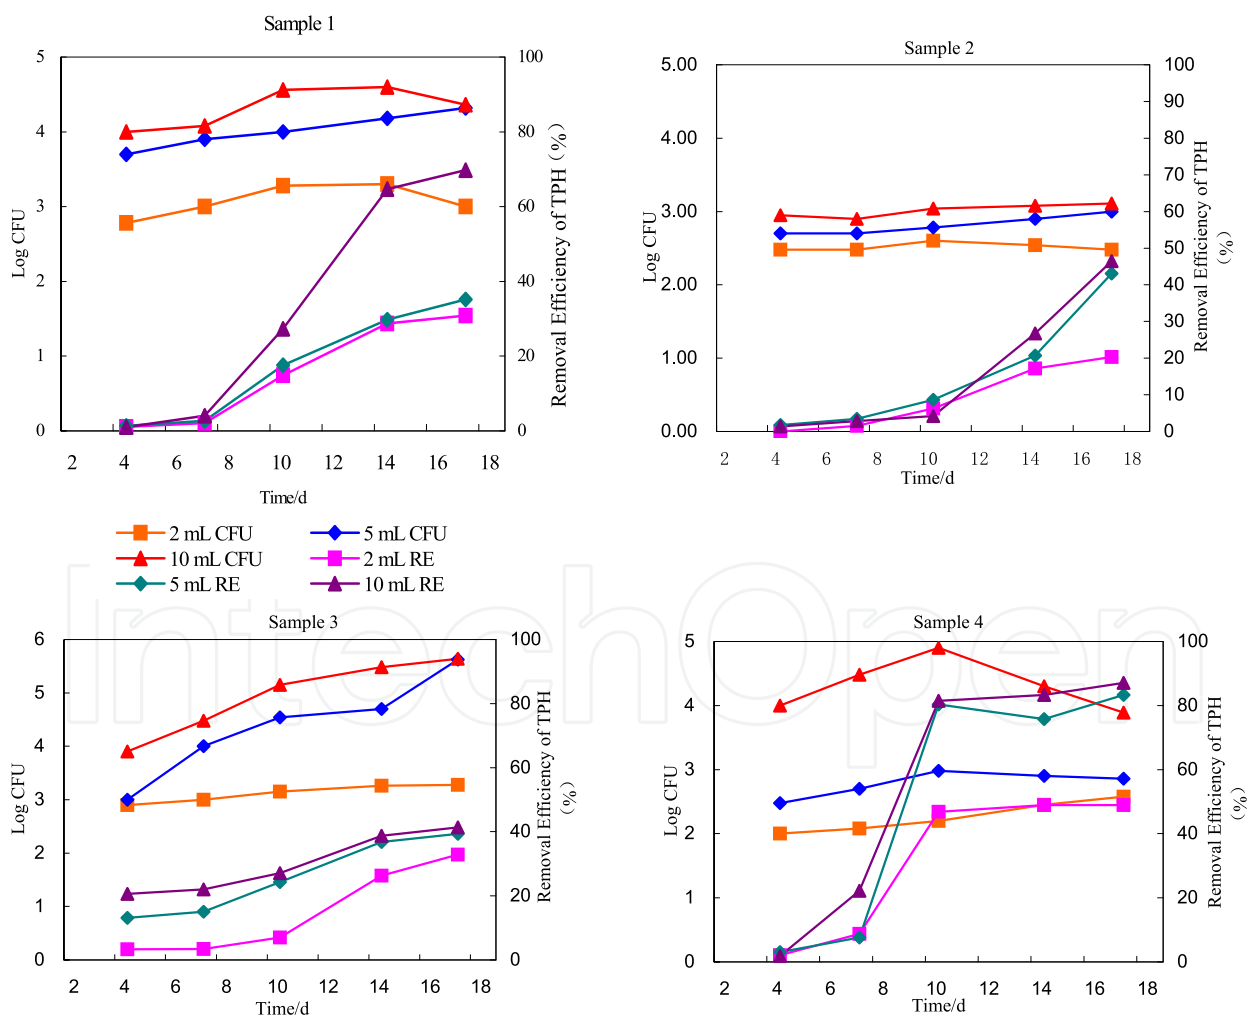 Sample 1
5
4
3
2
1
0
Log CFU
100
80
60
40
20
0
Removal Efficiency of TPH (%)
2 4 6 8 10 12 14 16 18
Time/d
Sample 2
5.00
4.00
3.00
2.00
1.00
0.00
Log CFU
100
90
80
70
60
50
40
30
20
10
0
Removal Efficiency of TPH
(%)
2 4 6 8 10 12 14 16 18
Time/d
2 mL CFU 5 mL CFU
10 mL CFU 2 mL RE
5 mL RE 10 mL RE
IntechOpen
Sample 3
6
5
4
3
2
1
0
Log CFU
100
80
60
40
20
0
Removal Efficiency of TPH
(%)
2 4 6 8 10 12 14 16 18
Time/d
Sample 4
5
4
3
2
1
0
Log CFU
100
80
60
40
20
0
Removal Efficiency of TPH
(%)
2 4 6 8 10 12 14 16 18
Time/d